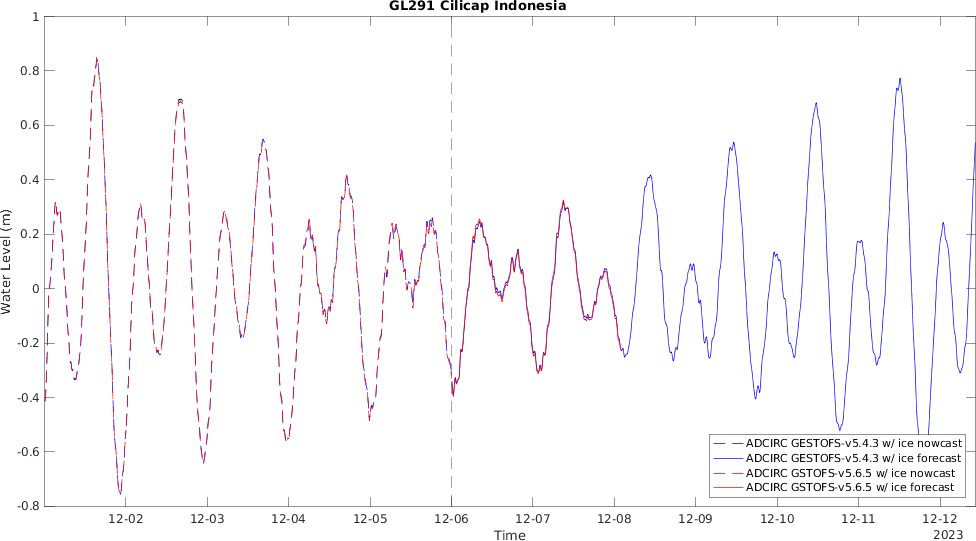 GL291 Cilicap Indonesia
1
0.8
0.6
0.4
0.2
0
-0.2
-0.4
-0.6
-0.8
Water Level (m)
12-02 12-03 12-04 12-05 12-06 12-07 12-08 12-09 12-10 12-11 12-12
Time
2023
ADCIRC GESTOFS-v5.4.3 w/ ice nowcast
ADCIRC GESTOFS-v5.4.3 w/ ice forecast
ADCIRC GSTOFS-v5.6.5 w/ ice nowcast
ADCIRC GSTOFS-v5.6.5 w/ ice forecast